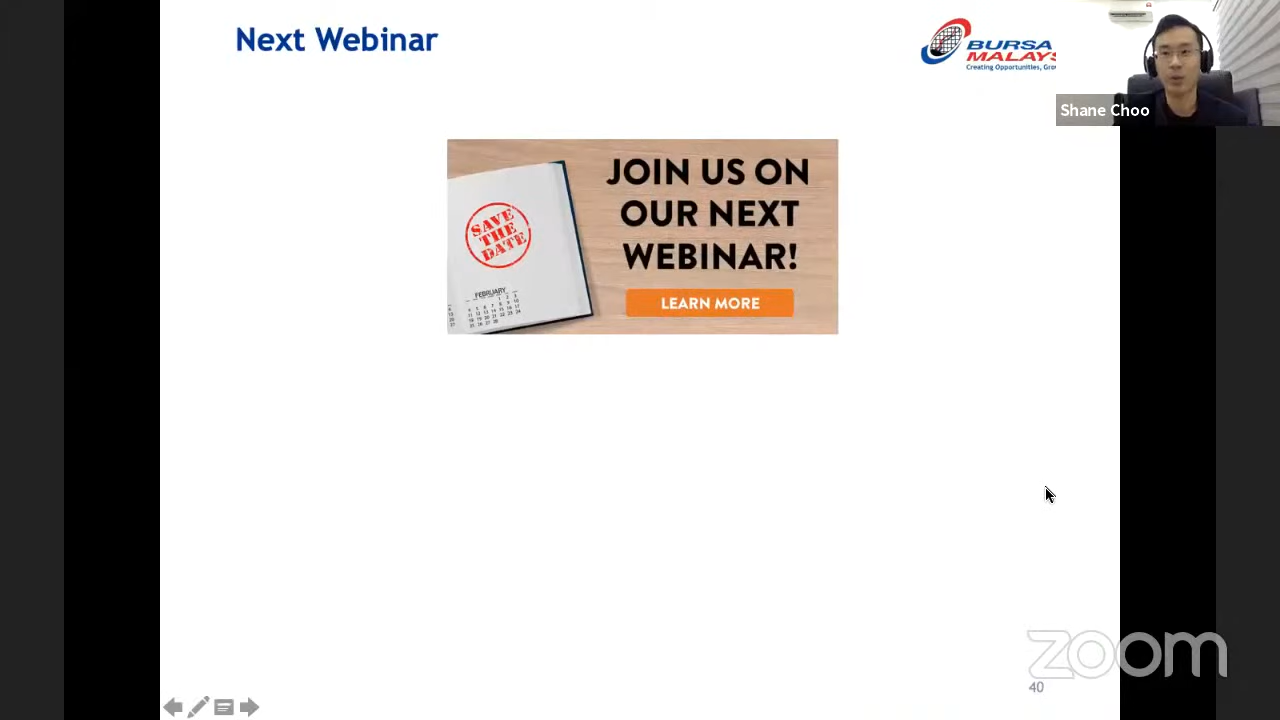 Next Webinar
BURSA
MALAYS
Creating Opportunities, Gro
Shane Choo
JOIN US ON
OUR NEXT
WEBINAR!
LEARN MORE
SAVE
THE
DATE
FEBRUARY
zoom
40